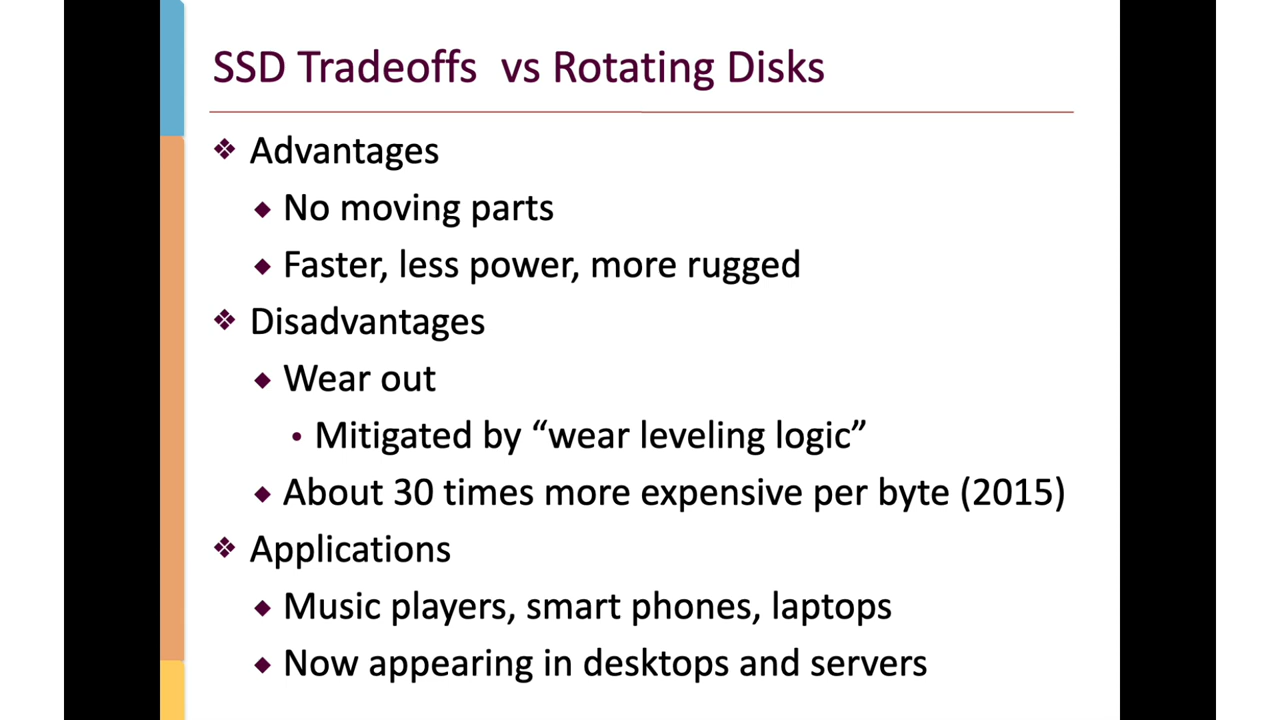 SSD Tradeoffs vs Rotating Disks
❖ Advantages
◆ No moving parts
◆ Faster, less power, more rugged
❖ Disadvantages
◆ Wear out
• Mitigated by “wear leveling logic”
◆ About 30 times more expensive per byte (2015)
❖ Applications
◆ Music players, smart phones, laptops
◆ Now appearing in desktops and servers